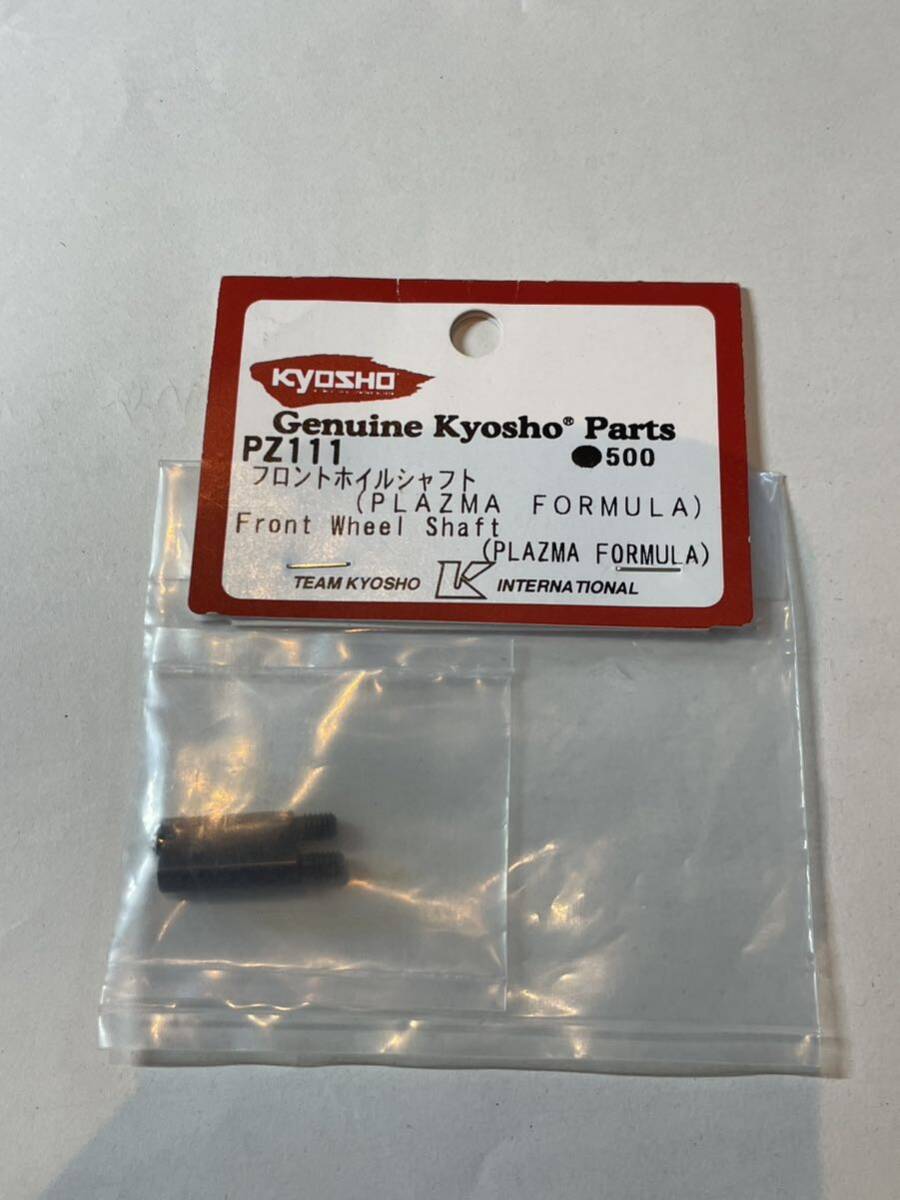 KYOSHO
Genuine Kyosho® Parts
PZ111 ●500
フロントホイルシャフト
(PLAZMA FORMULA)
Front Wheel Shaft
(PLAZMA FORMULA)
TEAM KYOSHO K INTERNATIONAL